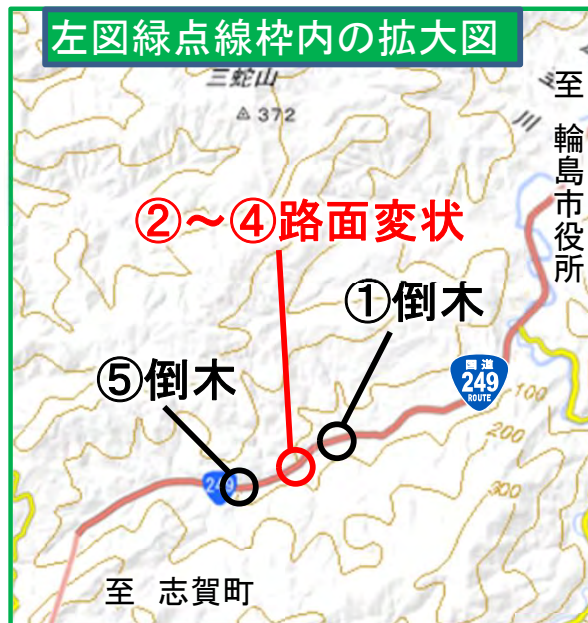 左図緑点線枠内の拡大図
三蛇山
372
川
至 輪島市役所
②～④路面変状
①倒木
国道
249
ROUTE
⑤倒木
100
200
300
249
至 志賀町